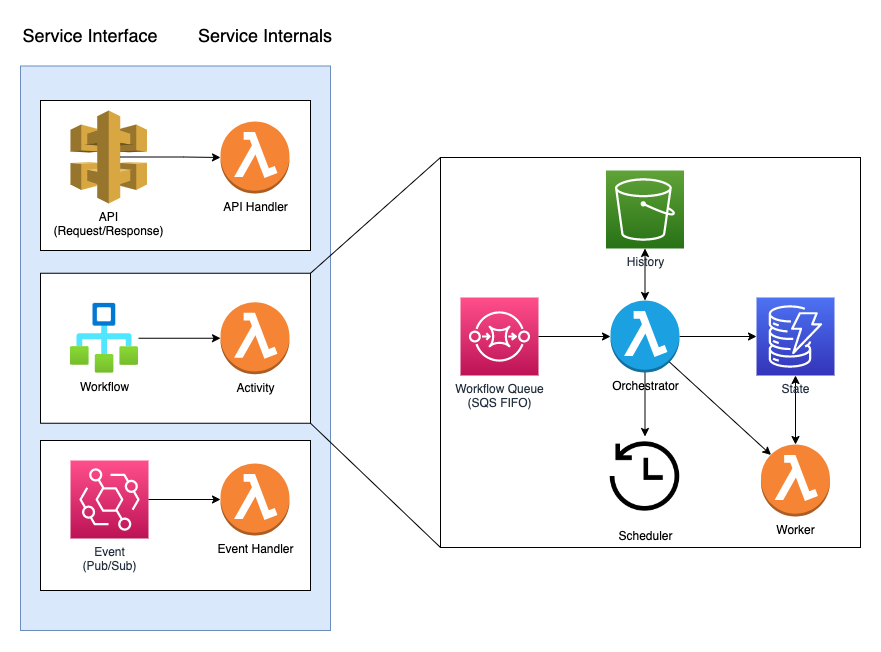 Service Interface
Service Internals
API
(Request/Response)
API Handler
Workflow
Activity
Event
(Pub/Sub)
Event Handler
History
Workflow Queue
(SQS FIFO)
Orchestrator
State
Scheduler
Worker